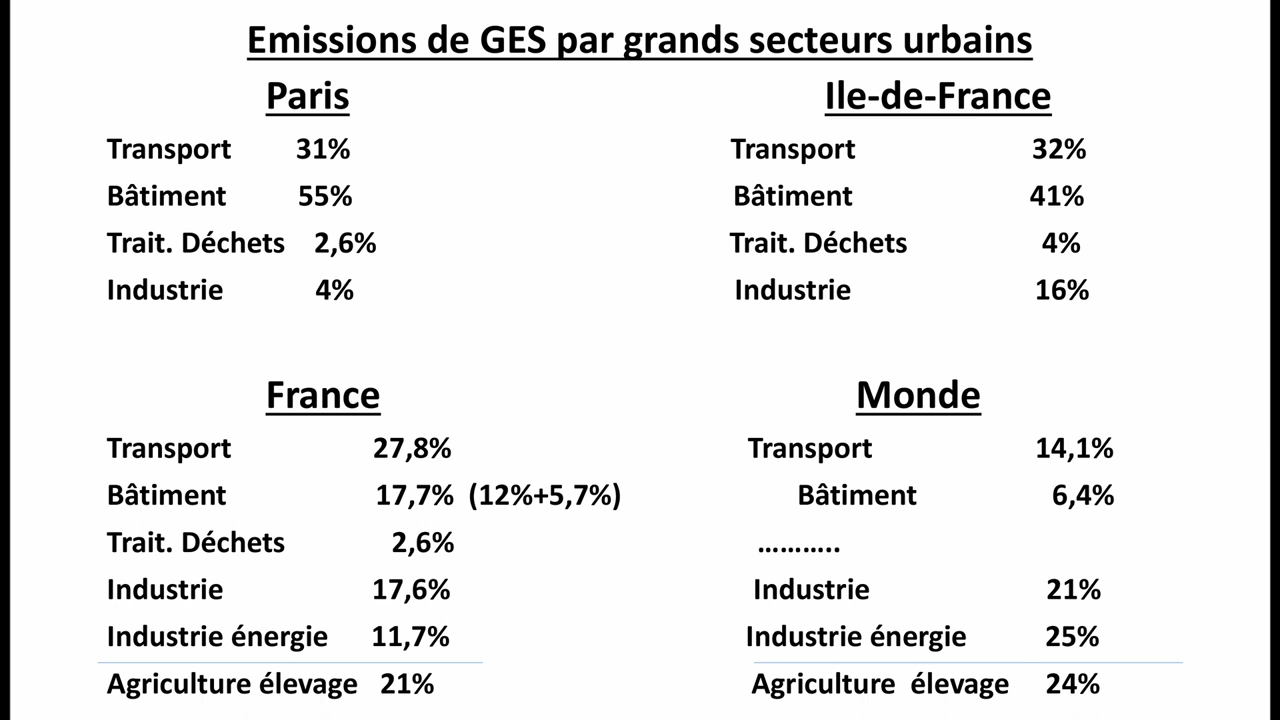 Emissions de GES par grands secteurs urbains
Paris
Transport 31%
Bâtiment 55%
Trait. Déchets 2,6%
Industrie 4%
Ile-de-France
Transport 32%
Bâtiment 41%
Trait. Déchets 4%
Industrie 16%
France
Transport 27,8%
Bâtiment 17,7% (12%+5,7%)
Trait. Déchets 2,6%
Industrie 17,6%
Industrie énergie 11,7%
Agriculture élevage 21%
Monde
Transport 14,1%
Bâtiment 6,4%
………..
Industrie 21%
Industrie énergie 25%
Agriculture élevage 24%